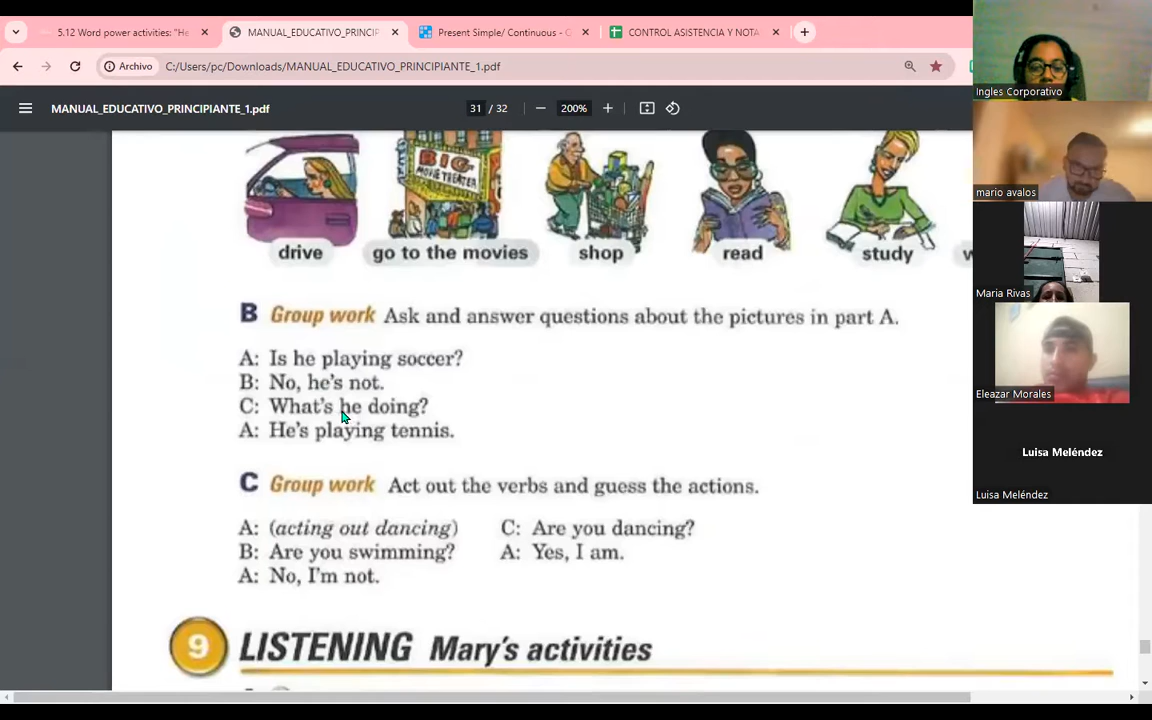 5.12 Word power activities: "He
MANUAL_EDUCATIVO_PRINCIP
Present Simple/ Continuous - C
CONTROL ASISTENCIA Y NOTA
Archivo
C:/Users/pc/Downloads/MANUAL_EDUCATIVO_PRINCIPIANTE_1.pdf
MANUAL_EDUCATIVO_PRINCIPIANTE_1.pdf
31 / 32
200%
BIG
MOVIE THEATER
drive
go to the movies
shop
read
study
w
B Group work Ask and answer questions about the pictures in part A.
A: Is he playing soccer?
B: No, he's not.
C: What's he doing?
A: He's playing tennis.
C Group work Act out the verbs and guess the actions.
A: (acting out dancing)
B: Are you swimming?
A: No, I'm not.
C: Are you dancing?
A: Yes, I am.
9 LISTENING Mary's activities
Ingles Corporativo
mario avalos
Maria Rivas
Eleazar Morales
Luisa Meléndez
Luisa Meléndez